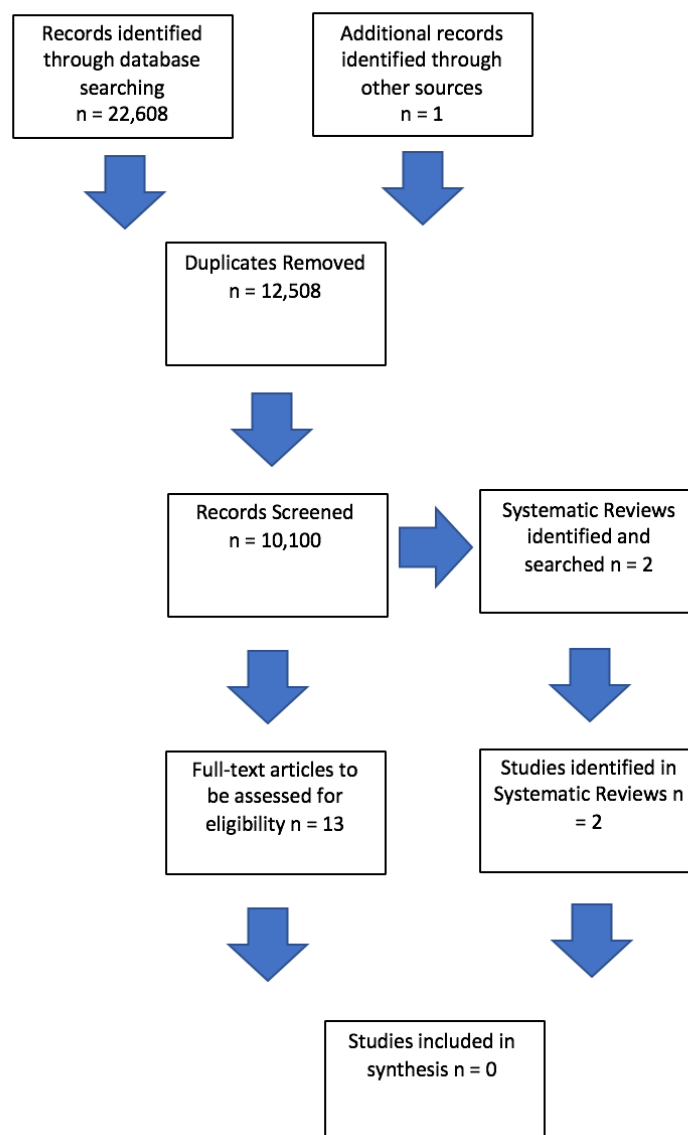 Records identified
through database
searching
n = 22,608
Additional records
identified through
other sources
n = 1
Duplicates Removed
n = 12,508
Records Screened
n = 10,100
Systematic Reviews
identified and
searched n = 2
Full-text articles to
be assessed for
eligibility n = 13
Studies identified in
Systematic Reviews n
= 2
Studies included in
synthesis n = 0